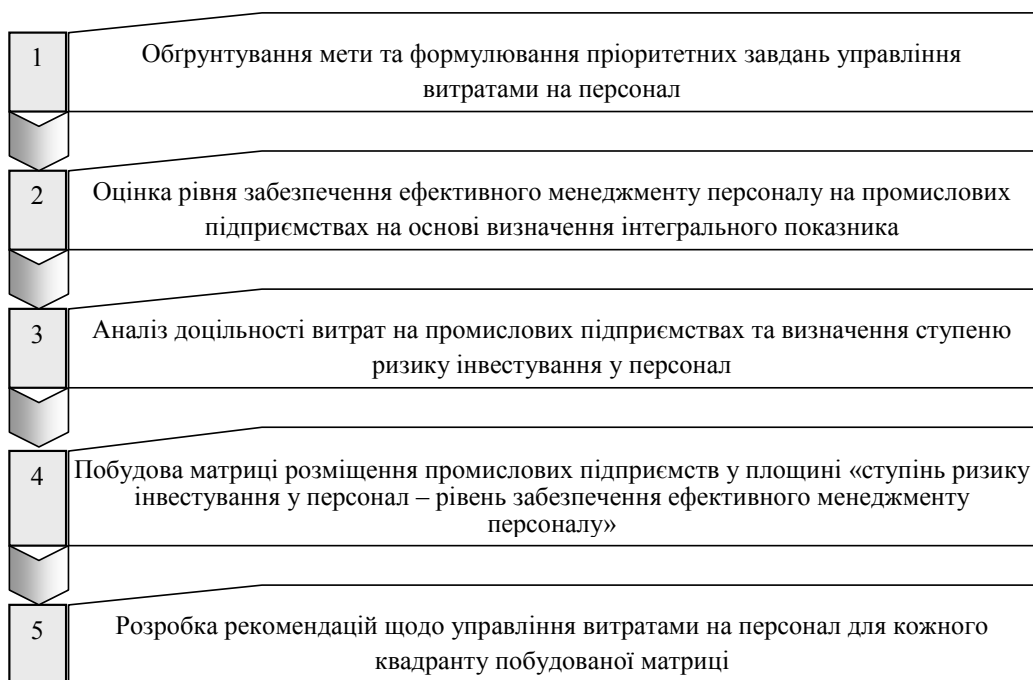 1
Обґрунтування мети та формулювання пріоритетних завдань управління
витратами на персонал
2
Оцінка рівня забезпечення ефективного менеджменту персоналу на промислових
підприємствах на основі визначення інтегрального показника
3
Аналіз доцільності витрат на промислових підприємствах та визначення ступеню
ризику інвестування у персонал
4
Побудова матриці розміщення промислових підприємств у площині «ступінь ризику
інвестування у персонал – рівень забезпечення ефективного менеджменту
персоналу»
5
Розробка рекомендацій щодо управління витратами на персонал для кожного
квадранту побудованої матриці